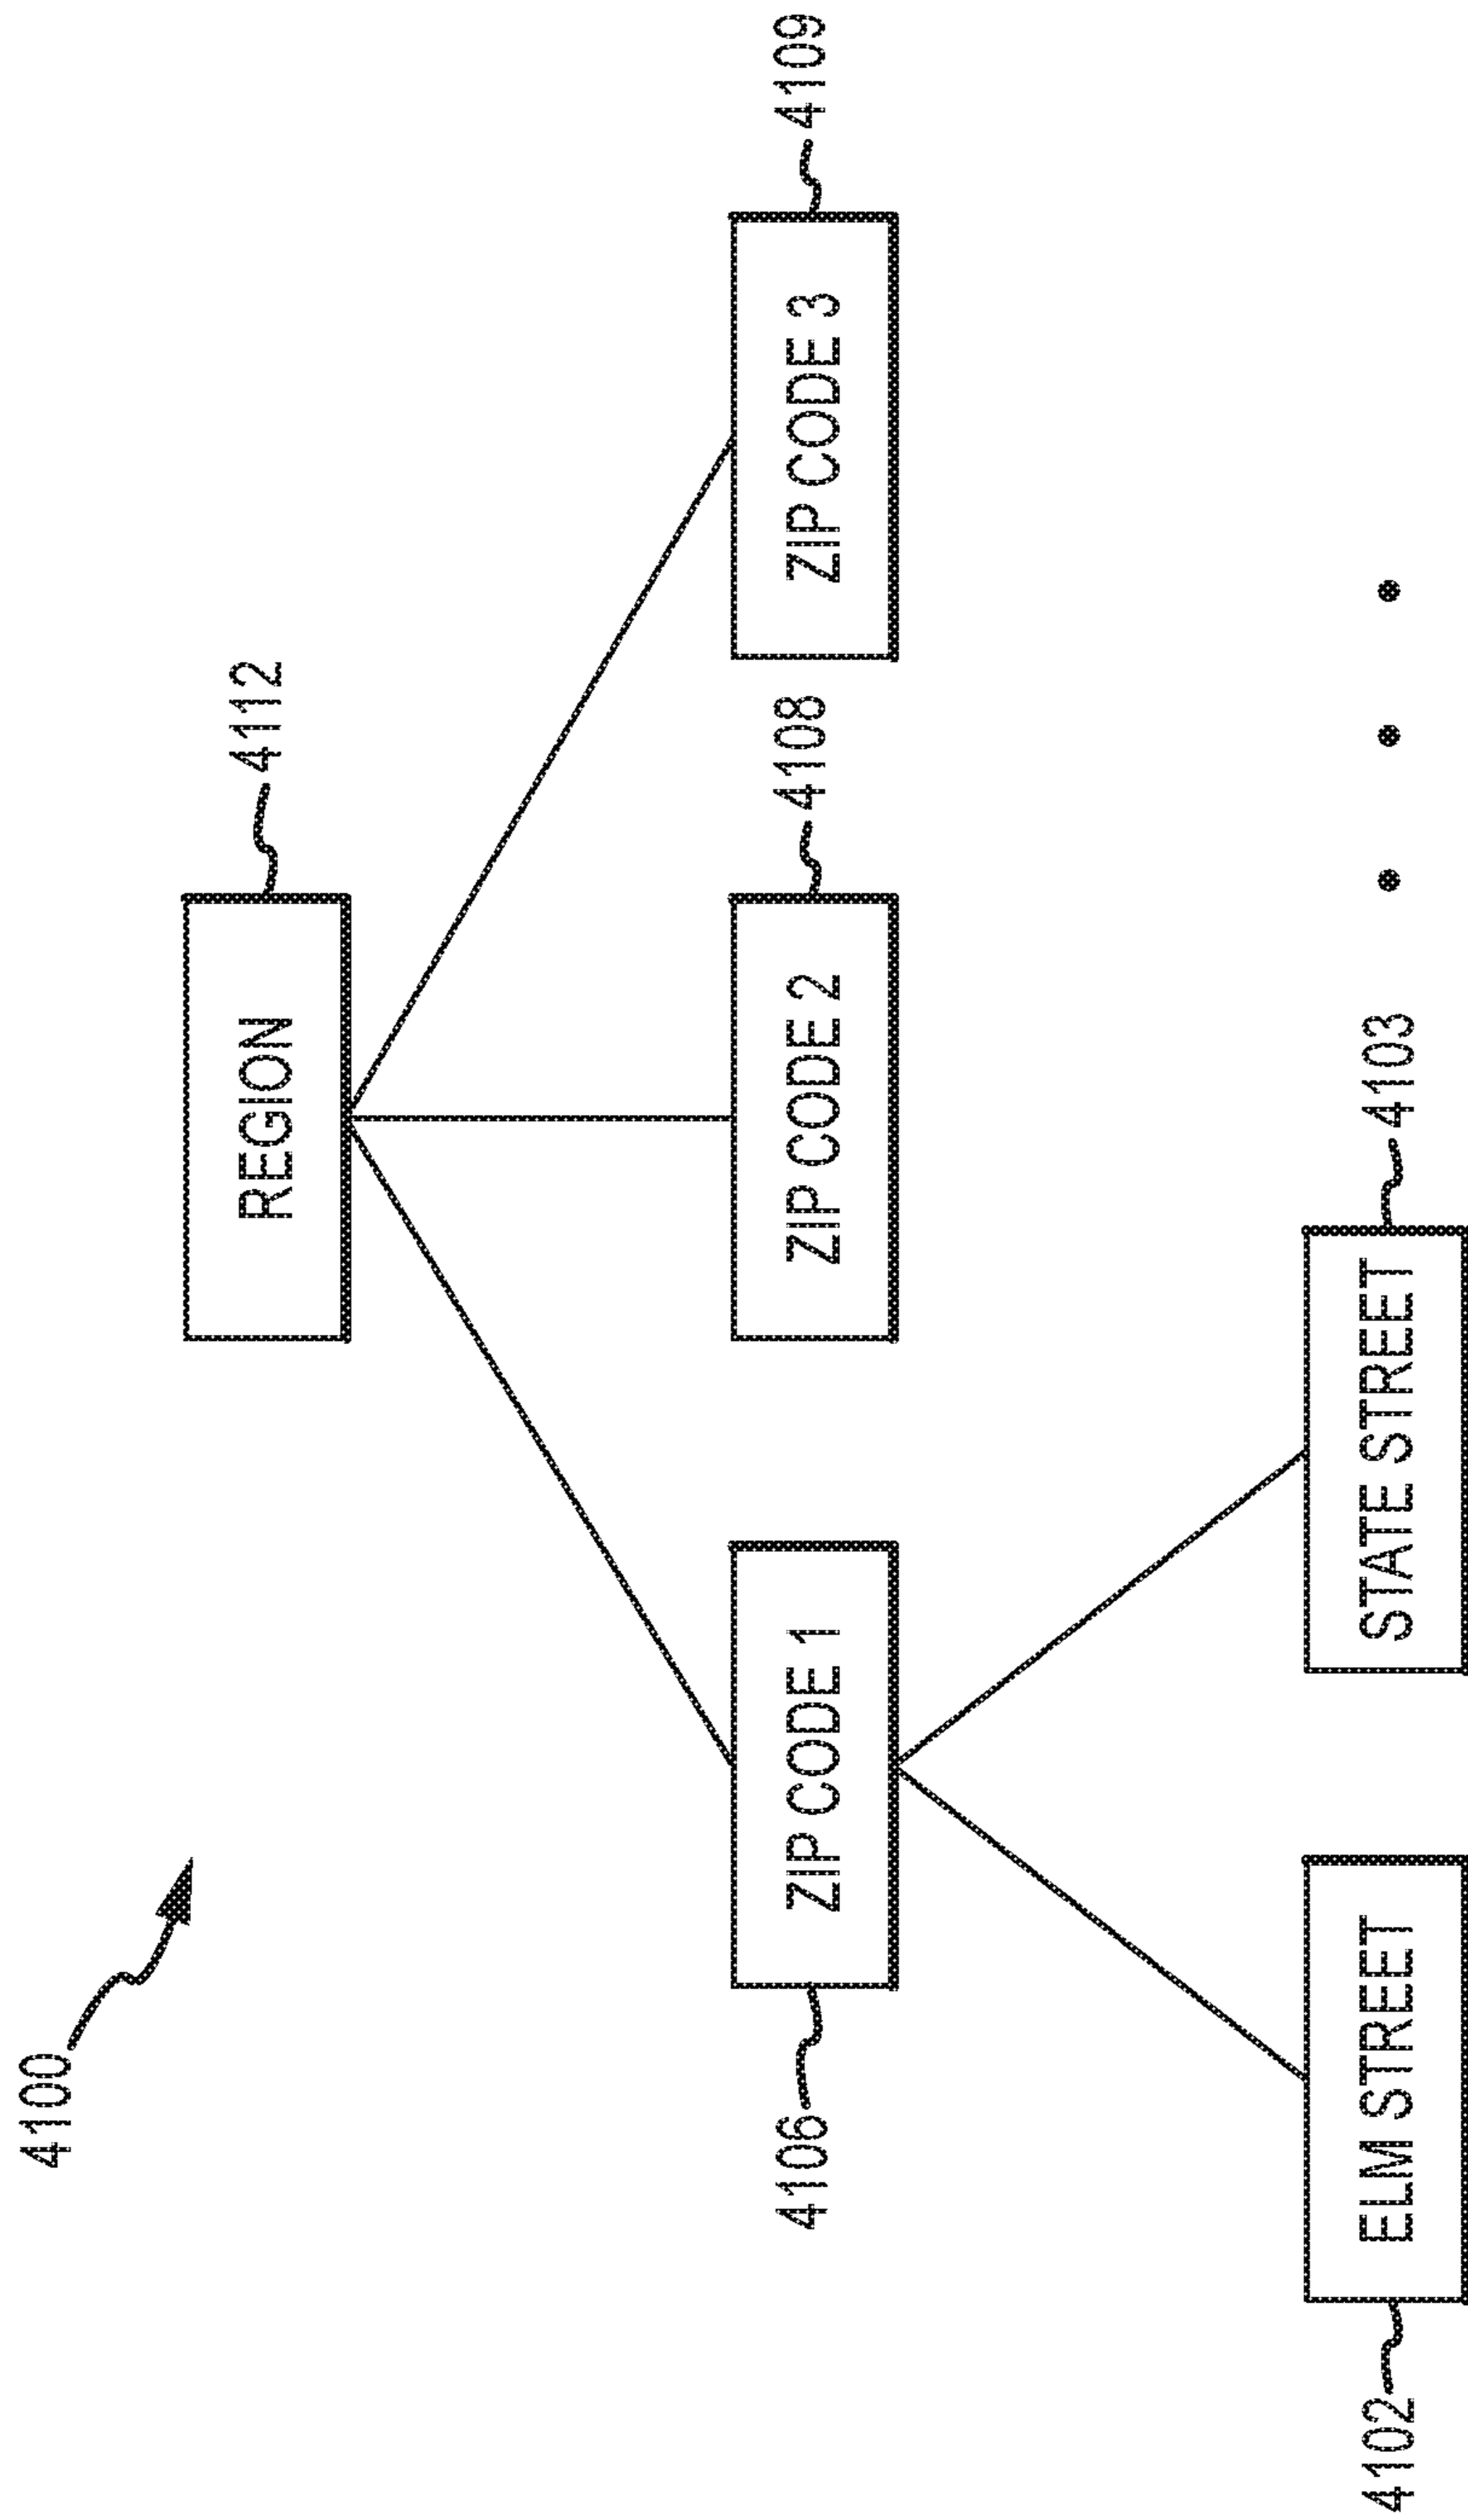 4100
REGION
4112
4106
ZIP CODE 1
ZIP CODE 2
4108
ZIP CODE 3
4109
4102
ELM STREET
STATE STREET
4103